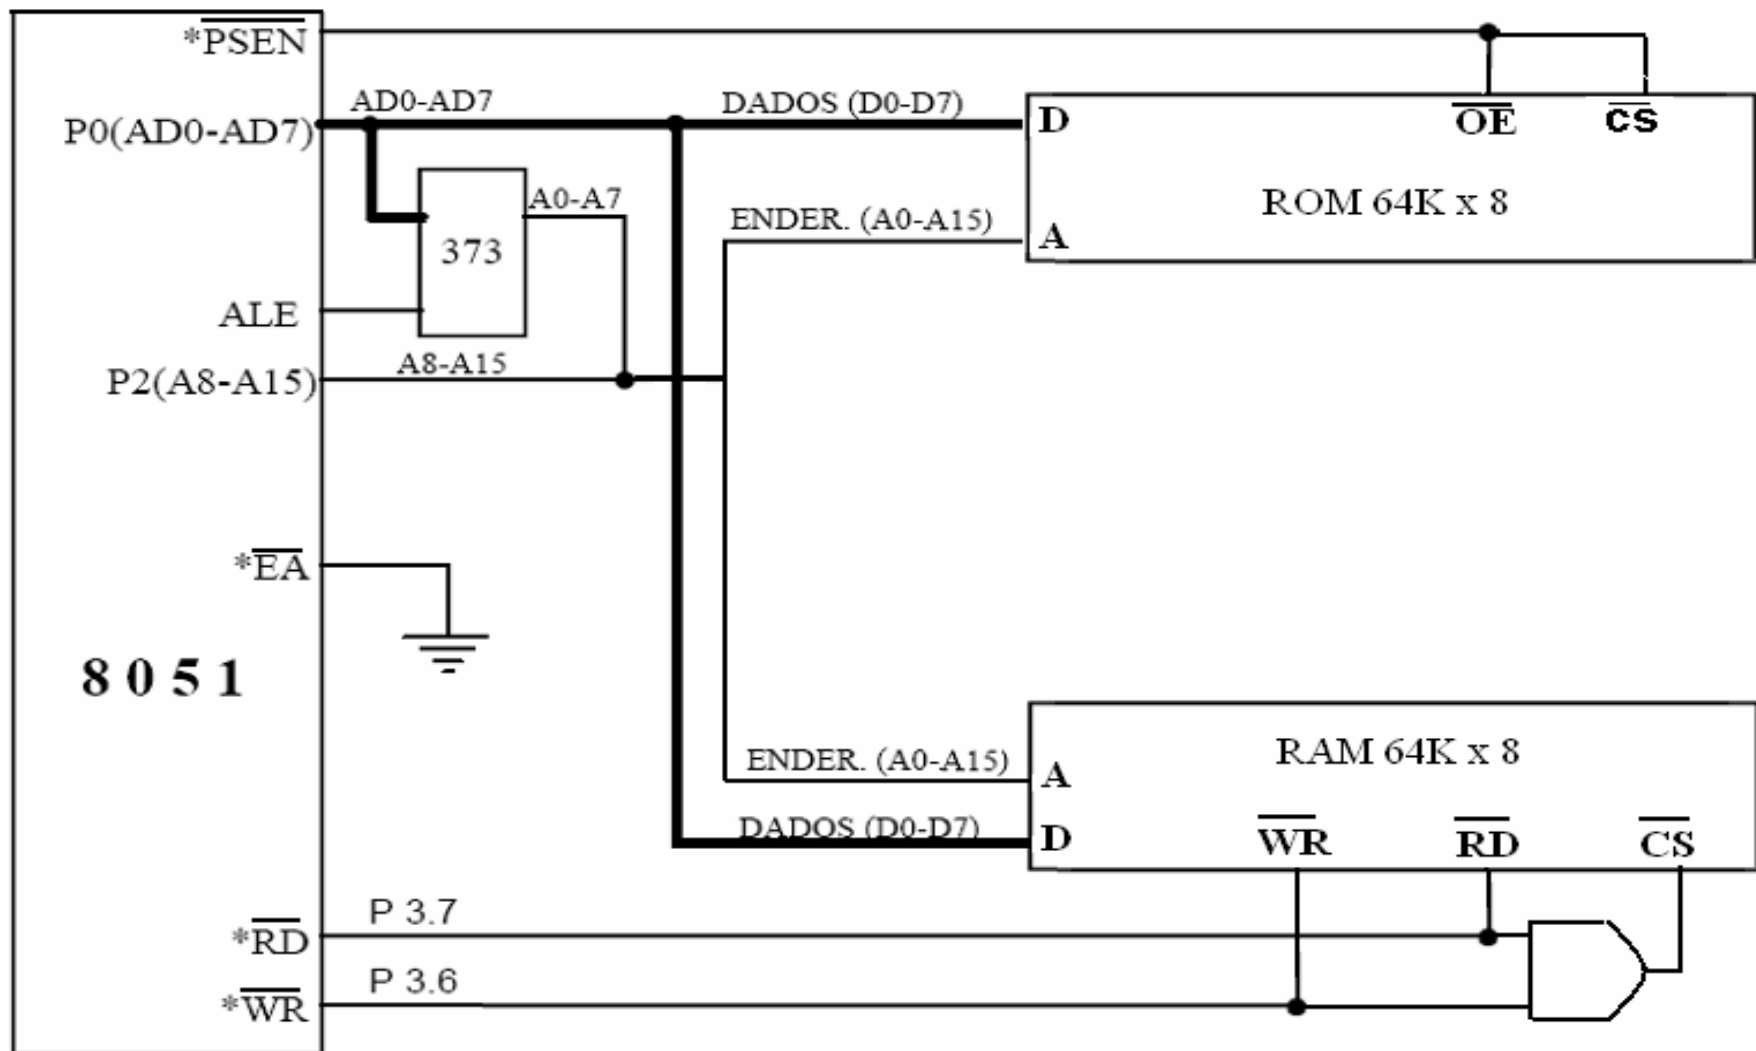 *PSEN
AD0-AD7
DADOS (D0-D7)
P0(AD0-AD7)
D
OE
CS
A0-A7
ROM 64K x 8
ENDER. (A0-A15)
A
373
ALE
A8-A15
P2(A8-A15)
*EA
8 0 5 1
RAM 64K x 8
ENDER. (A0-A15)
A
DADOS (D0-D7)
D
WR
RD
CS
P 3.7
*RD
P 3.6
*WR